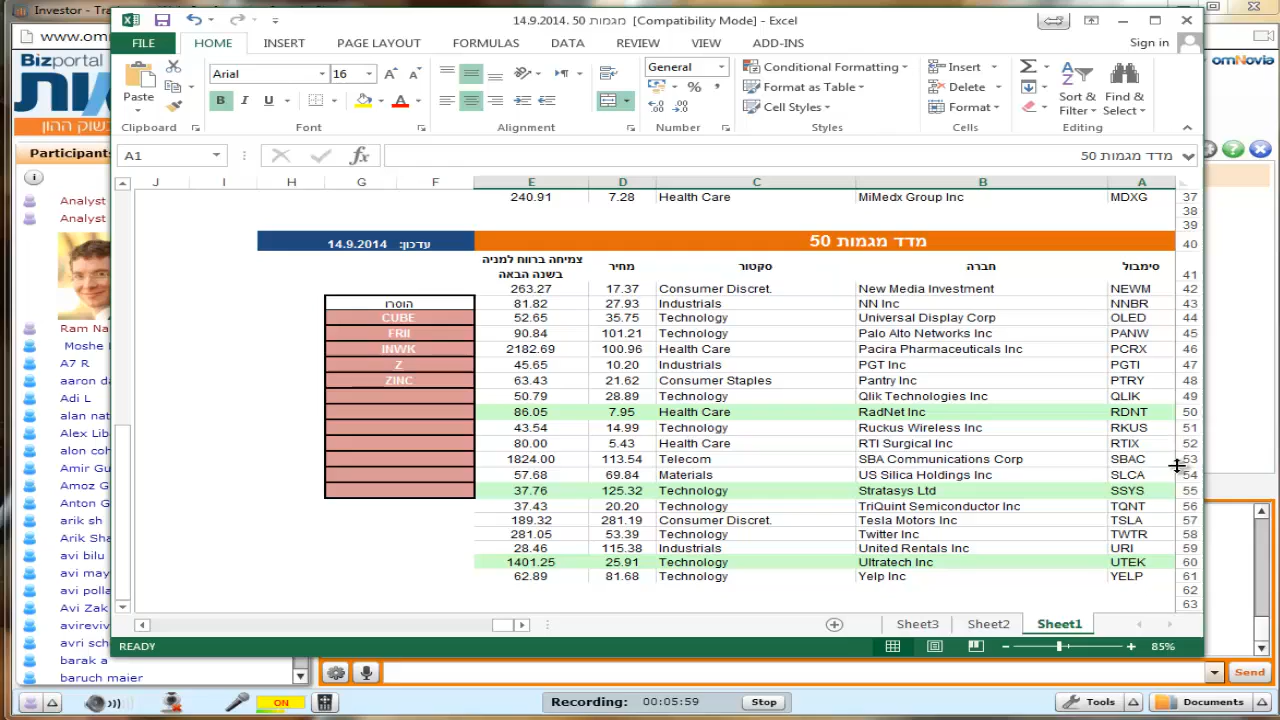 Investor - Tra
www.omn
Bizportal
אות
בשוק ההון
Participants
Analyst
Analyst
Ram Na
Moshe
A7 R
aaron da
Adi L
alan nat
Alex Lib
alon coh
Amir Gu
Amoz G
Anton G
arik sh
Arik Sha
avi bilu
avi may
avi polla
Avi Zak
avirevi
avri sch
barak a
baruch maier
omNovia
14.9.2014. 50 מגמות [Compatibility Mode] - Excel
FILE HOME INSERT PAGE LAYOUT FORMULAS DATA REVIEW VIEW ADD-INS Sign in
Paste
Arial 16
B I U
General
Conditional Formatting
Format as Table
Cell Styles
Insert
Delete
Format
Sort & Filter
Find & Select
Clipboard Font Alignment Number Styles Cells Editing
A1 fx מדד מגמות 50
J I H G F E D C B A
240.91 7.28 Health Care MiMedx Group Inc MDXG 37
38
39
עדכון: 14.9.2014 מדד מגמות 50 40
צמיחה ברווח למניה בשנה הבאה מחיר סקטור חברה סימבול 41
263.27 17.37 Consumer Discret. New Media Investment NEWM 42
הוסרו 81.82 27.93 Industrials NN Inc NNBR 43
CUBE 52.65 35.75 Technology Universal Display Corp OLED 44
FRII 90.84 101.21 Technology Palo Alto Networks Inc PANW 45
INWK 2182.69 100.96 Health Care Pacira Pharmaceuticals Inc PCRX 46
Z 45.65 10.20 Industrials PGT Inc PGTI 47
ZINC 63.43 21.62 Consumer Staples Pantry Inc PTRY 48
50.79 28.89 Technology Qlik Technologies Inc QLIK 49
86.05 7.95 Health Care RadNet Inc RDNT 50
43.54 14.99 Technology Ruckus Wireless Inc RKUS 51
80.00 5.43 Health Care RTI Surgical Inc RTIX 52
1824.00 113.54 Telecom SBA Communications Corp SBAC 53
57.68 69.84 Materials US Silica Holdings Inc SLCA 54
37.76 125.32 Technology Stratasys Ltd SSYS 55
37.43 20.20 Technology TriQuint Semiconductor Inc TQNT 56
189.32 281.19 Consumer Discret. Tesla Motors Inc TSLA 57
281.05 53.39 Technology Twitter Inc TWTR 58
28.46 115.38 Industrials United Rentals Inc URI 59
1401.25 25.91 Technology Ultratech Inc UTEK 60
62.89 81.68 Technology Yelp Inc YELP 61
62
63
Sheet3 Sheet2 Sheet1
READY 85%
Send
ON
Recording: 00:05:59 Stop
Tools Documents